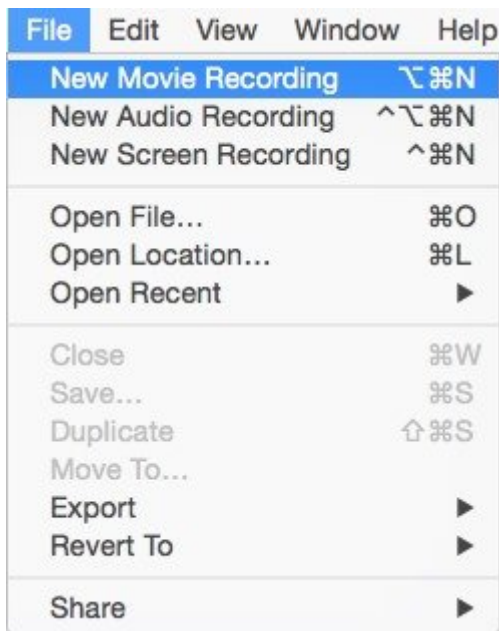 File Edit View Window Help
New Movie Recording ⌥⌘N
New Audio Recording ^⌥⌘N
New Screen Recording ^⌘N
Open File... ⌘O
Open Location... ⌘L
Open Recent ▶
Close ⌘W
Save... ⌘S
Duplicate ⇧⌘S
Move To...
Export ▶
Revert To ▶
Share ▶